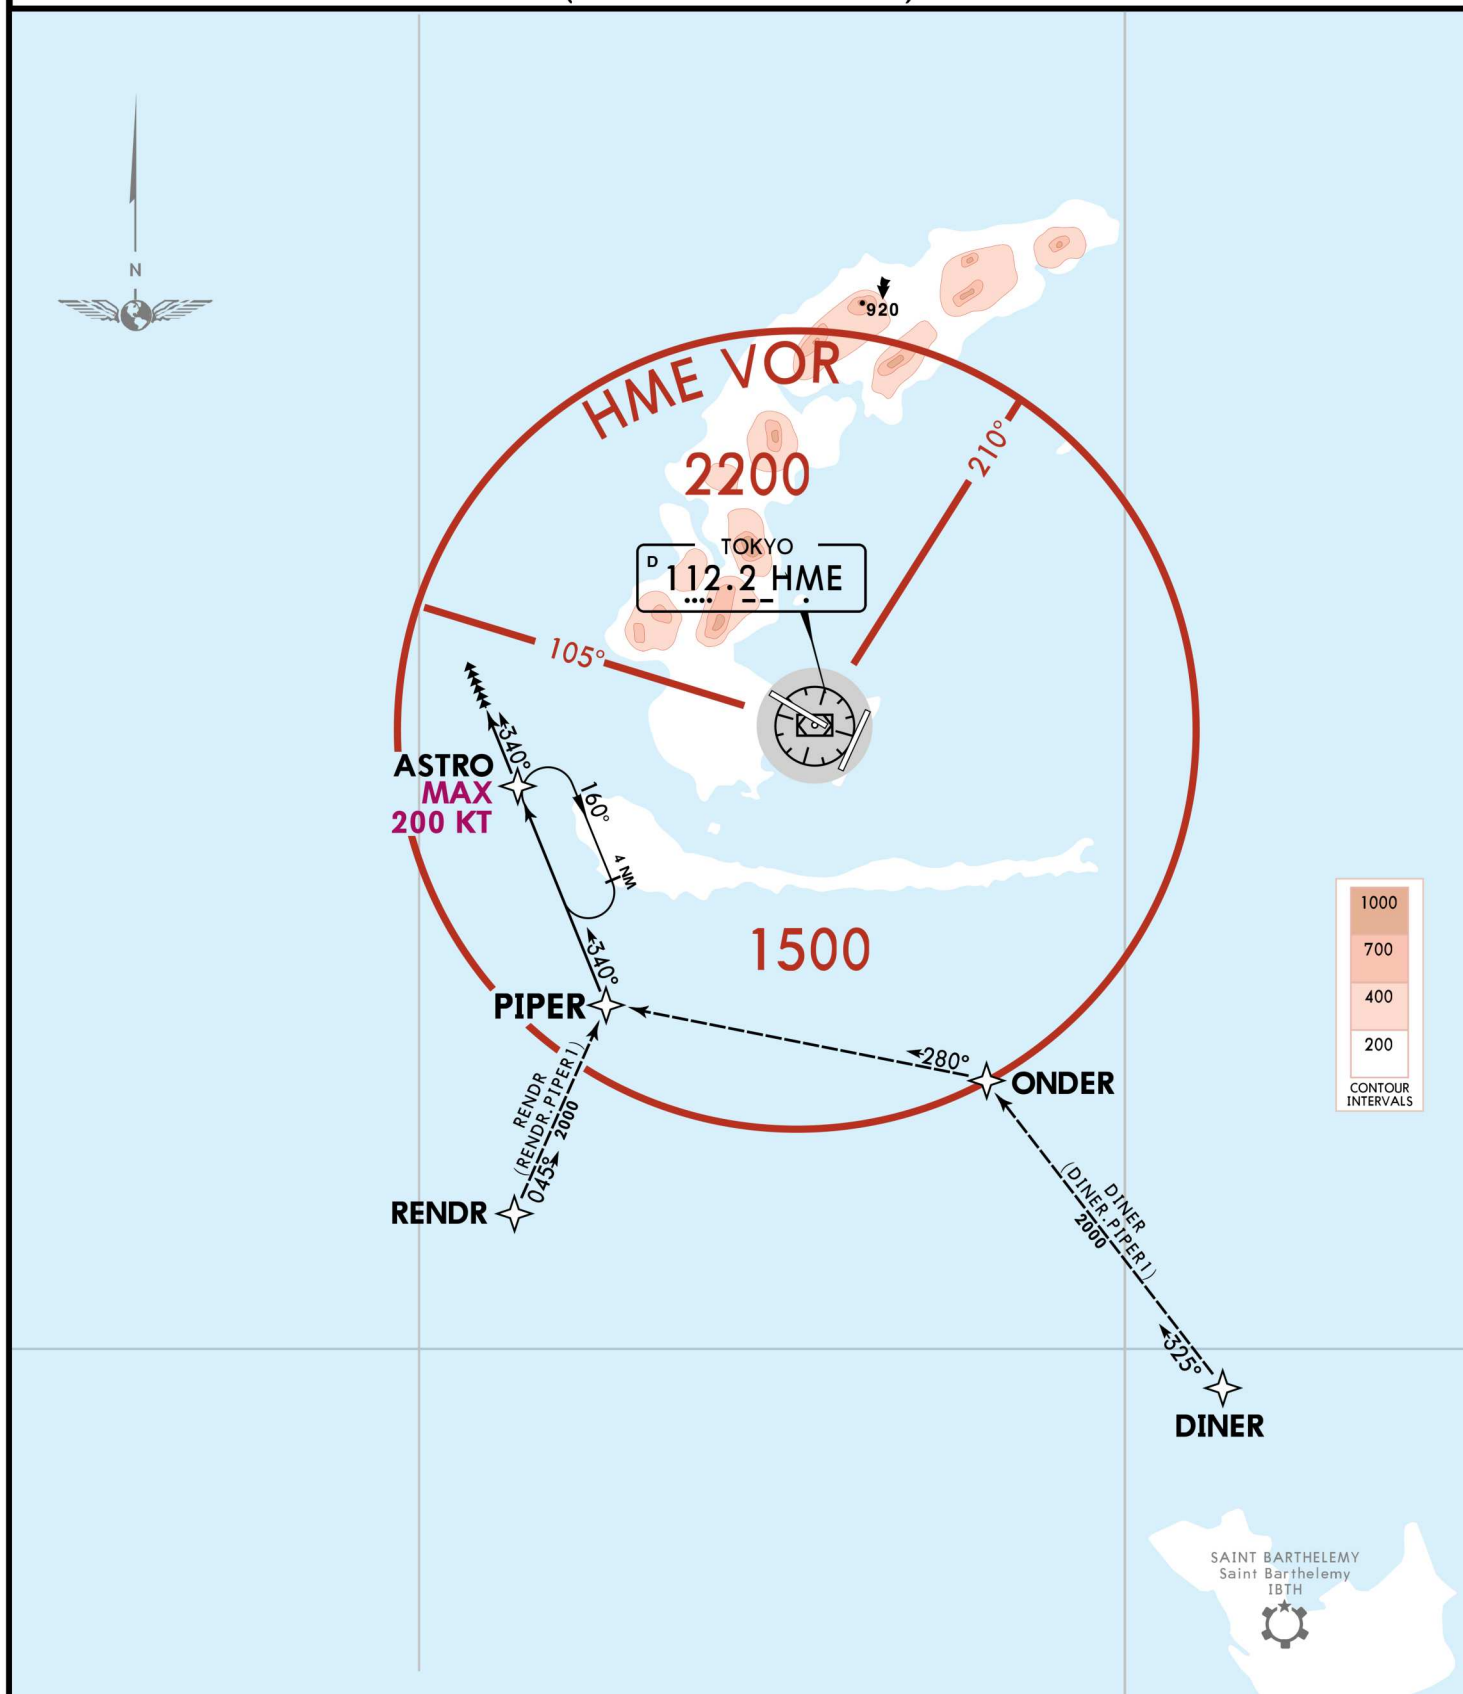 N
920
HME VOR
2200
210°
TOKYO
D
112.2 HME
105°
340°
ASTRO
MAX
200 KT
160°
4 NM
1500
340°
PIPER
280°
ONDER
RENDR
(RENDR.PIPER1)
2000
045°
RENDR
DINER
(DINER.PIPER1)
2000
325°
DINER
1000
700
400
200
CONTOUR
INTERVALS
SAINT BARTHELEMY
Saint Barthelemy
IBTH